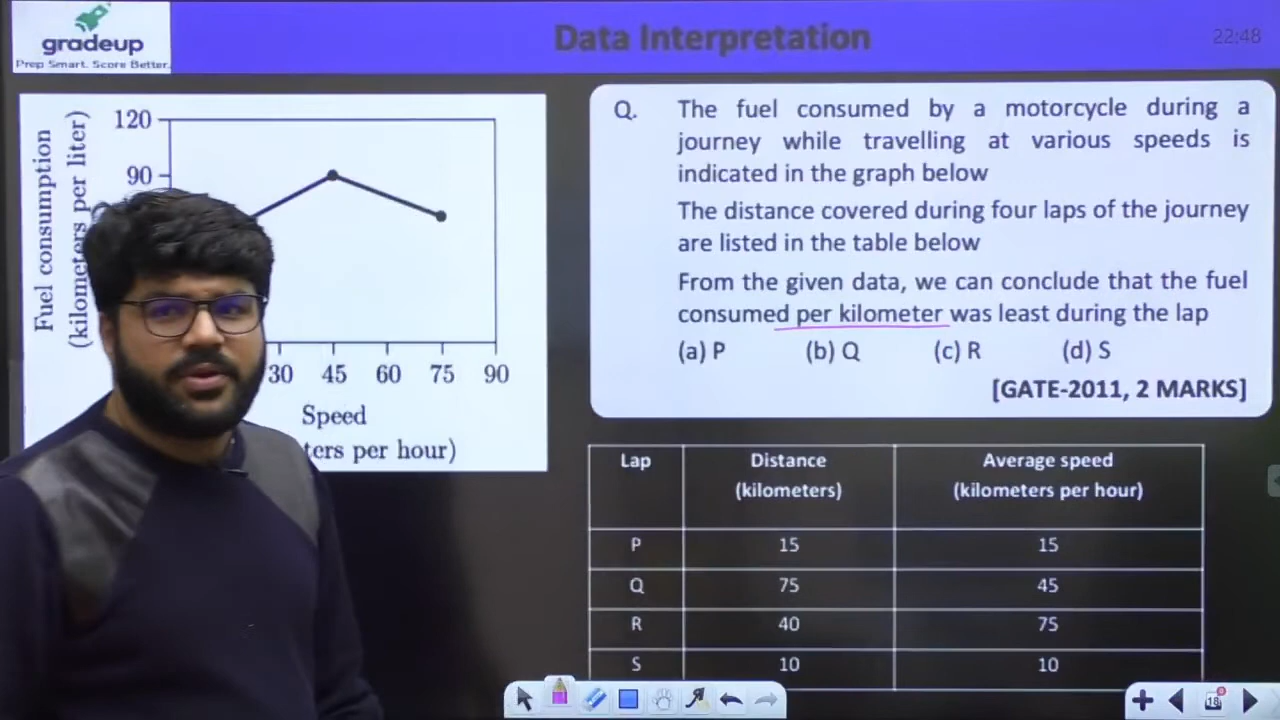 gradeup
Prep Smart. Score Better.
Data Interpretation
22:48
Fuel consumption
(kilometers per liter)
120
90
30 45 60 75 90
Speed
ters per hour)
Q. The fuel consumed by a motorcycle during a
journey while travelling at various speeds is
indicated in the graph below
The distance covered during four laps of the journey
are listed in the table below
From the given data, we can conclude that the fuel
consumed per kilometer was least during the lap
(a) P (b) Q (c) R (d) S
[GATE-2011, 2 MARKS]
Lap Distance Average speed
(kilometers) (kilometers per hour)
P 15 15
Q 75 45
R 40 75
S 10 10
18